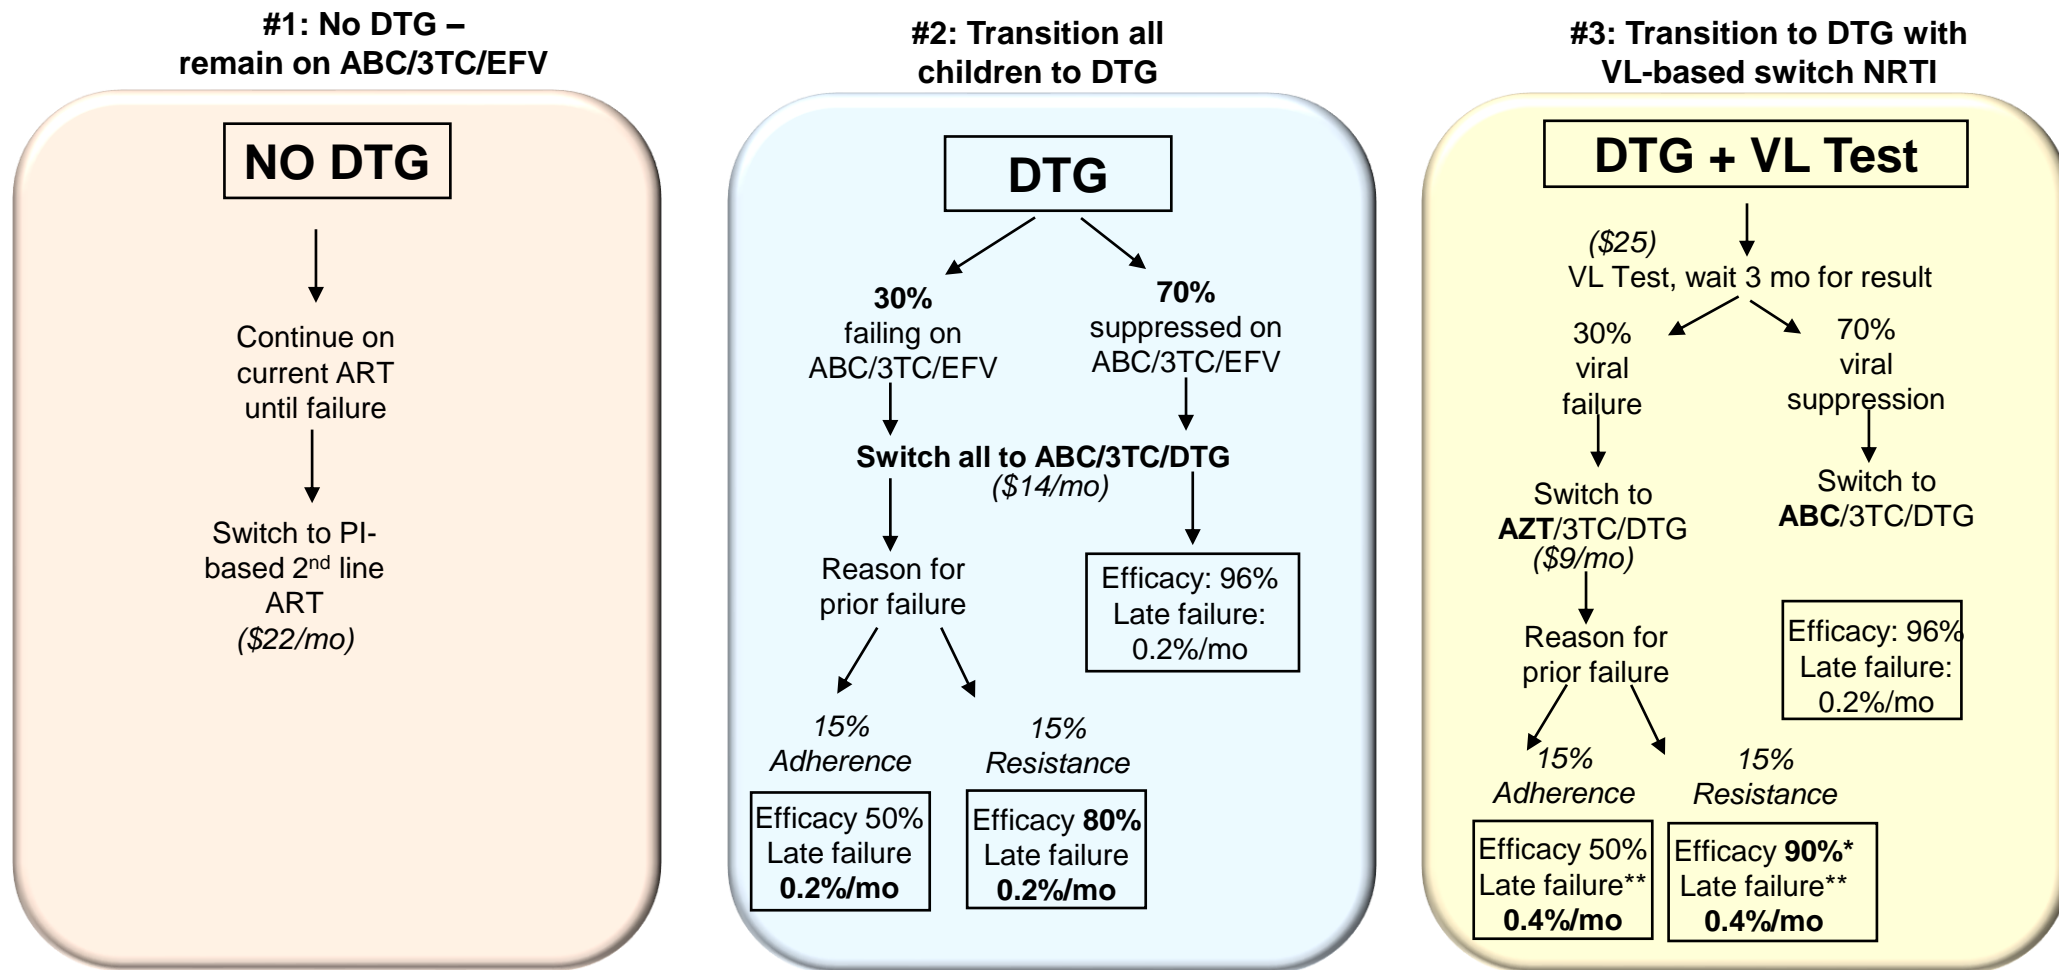 #1: No DTG –
remain on ABC/3TC/EFV
NO DTG
Continue on
current ART
until failure
Switch to PI-
based 2nd line
ART
($22/mo)
#2: Transition all
children to DTG
DTG
30%
failing on
ABC/3TC/EFV
70%
suppressed on
ABC/3TC/EFV
Switch all to ABC/3TC/DTG
($14/mo)
Reason for
prior failure
Efficacy: 96%
Late failure:
0.2%/mo
15%
Adherence
15%
Resistance
Efficacy 50%
Late failure
0.2%/mo
Efficacy 80%
Late failure
0.2%/mo
#3: Transition to DTG with
VL-based switch NRTI
DTG + VL Test
($25)
VL Test, wait 3 mo for result
30%
viral
failure
70%
viral
suppression
Switch to
AZT/3TC/DTG
($9/mo)
Switch to
ABC/3TC/DTG
Reason for
prior failure
Efficacy: 96%
Late failure:
0.2%/mo
15%
Adherence
15%
Resistance
Efficacy 50%
Late failure**
0.4%/mo
Efficacy 90%*
Late failure**
0.4%/mo